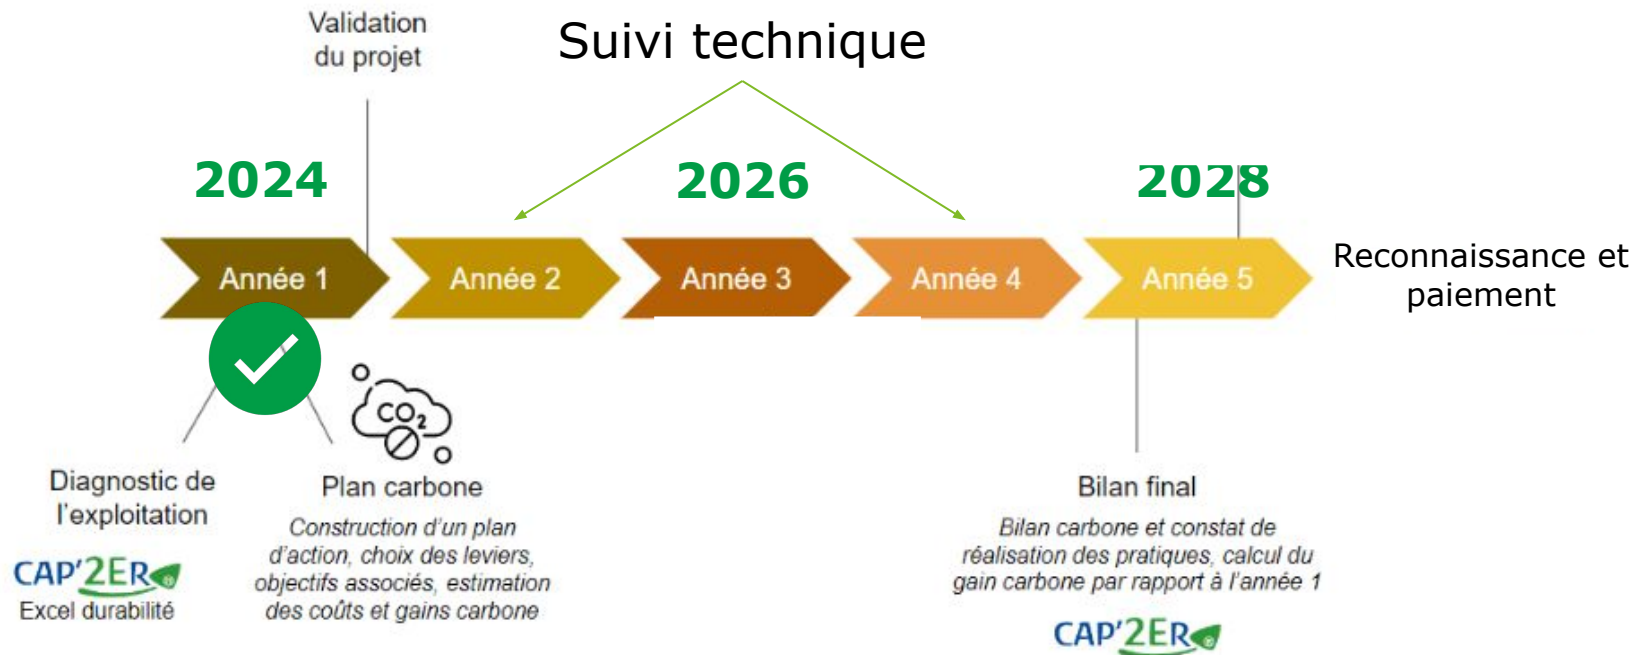 Validation
du projet
Suivi technique
2024
2026
2028
Année 1
Année 2
Année 3
Année 4
Année 5
Reconnaissance et
paiement
CO2
Diagnostic de
l'exploitation
CAP'2ER®
Excel durabilité
Plan carbone
Construction d'un plan
d'action, choix des leviers,
objectifs associés, estimation
des coûts et gains carbone
Bilan final
Bilan carbone et constat de
réalisation des pratiques, calcul du
gain carbone par rapport à l'année 1
CAP'2ER®